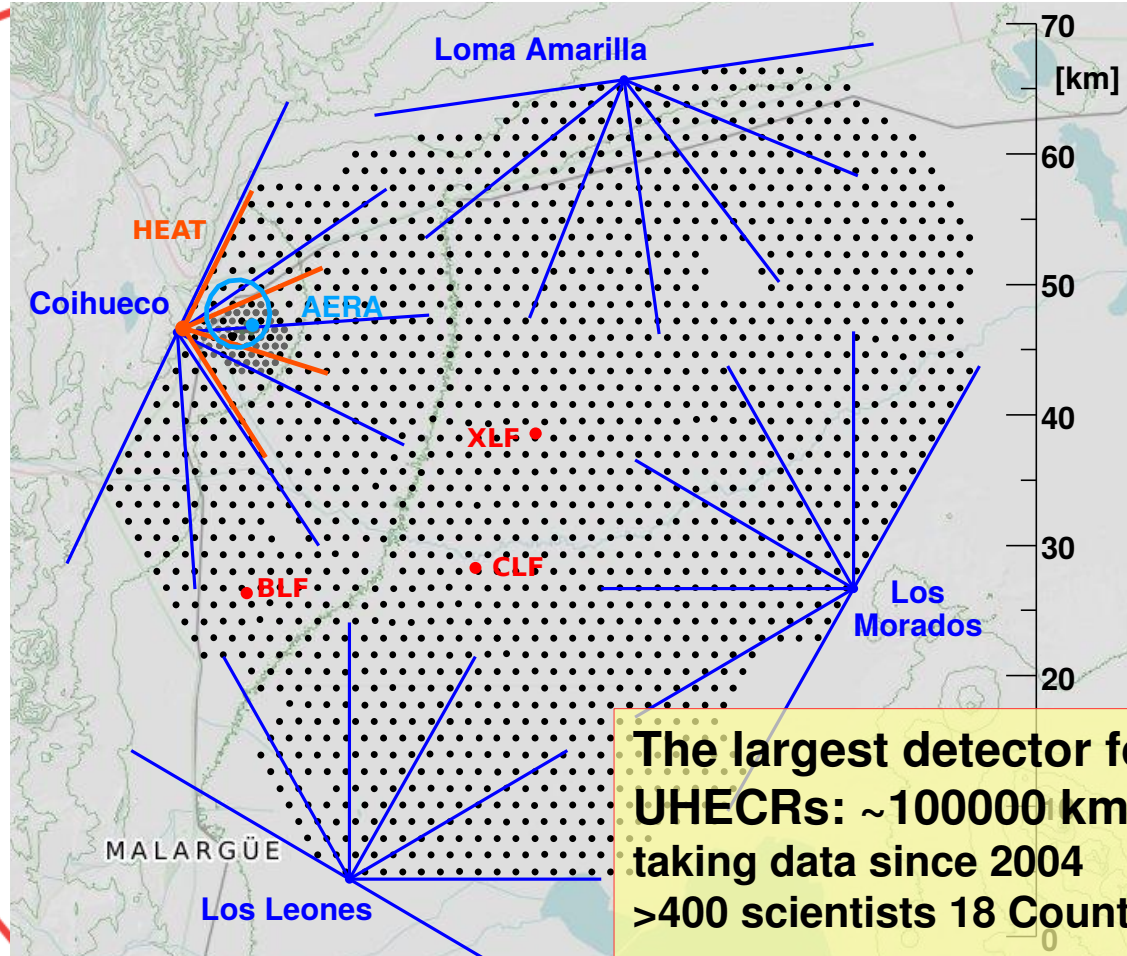 Loma Amarilla
70
[km]
60
HEAT
Coihueco
AERA
50
40
XLF
30
CLF
BLF
Los
Morados
20
The largest detector fo
UHECRs: ~100000 km
taking data since 2004
>400 scientists 18 Count
MALARGÜE
Los Leones
0